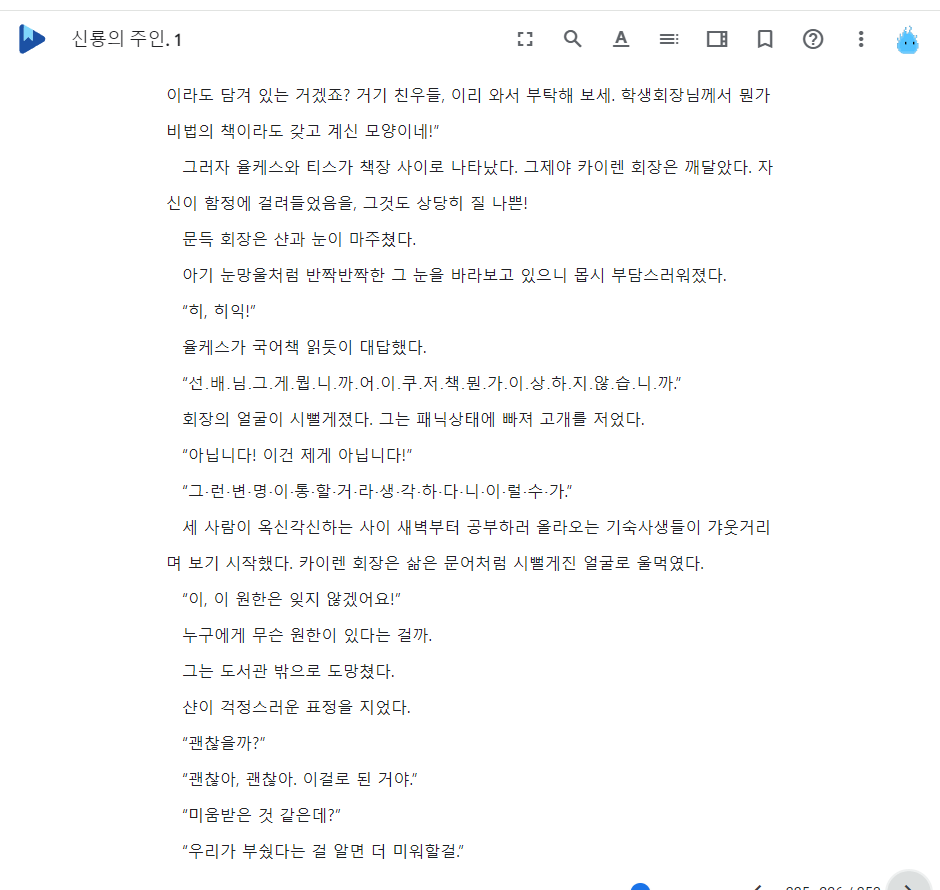 신룡의 주인. 1
이라도 담겨 있는 거겠죠? 거기 친우들, 이리 와서 부탁해 보세. 학생회장님께서 뭔가
비법의 책이라도 갖고 계신 모양이네!”
그러자 율케스와 티스가 책장 사이로 나타났다. 그제야 카이렌 회장은 깨달았다. 자
신이 함정에 걸려들었음을, 그것도 상당히 질 나쁜!
문득 회장은 샨과 눈이 마주쳤다.
아기 눈망울처럼 반짝반짝한 그 눈을 바라보고 있으니 몹시 부담스러워졌다.
“히, 히익!”
율케스가 국어책 읽듯이 대답했다.
“선.배.님.그.게.뭡.니.까.어.이.쿠.저.책.뭔.가.이.상.하.지.않.습.니.까.”
회장의 얼굴이 시뻘게졌다. 그는 패닉상태에 빠져 고개를 저었다.
“아닙니다! 이건 제게 아닙니다!”
“그·런·변·명·이·통·할·거·라·생·각·하·다·니·이·럴·수·가.”
세 사람이 옥신각신하는 사이 새벽부터 공부하러 올라오는 기숙사생들이 갸웃거리
며 보기 시작했다. 카이렌 회장은 삶은 문어처럼 시뻘게진 얼굴로 울먹였다.
“이, 이 원한은 잊지 않겠어요!”
누구에게 무슨 원한이 있다는 걸까.
그는 도서관 밖으로 도망쳤다.
샨이 걱정스러운 표정을 지었다.
“괜찮을까?”
“괜찮아, 괜찮아. 이걸로 된 거야.”
“미움받은 것 같은데?”
“우리가 부쉈다는 걸 알면 더 미워할걸.”